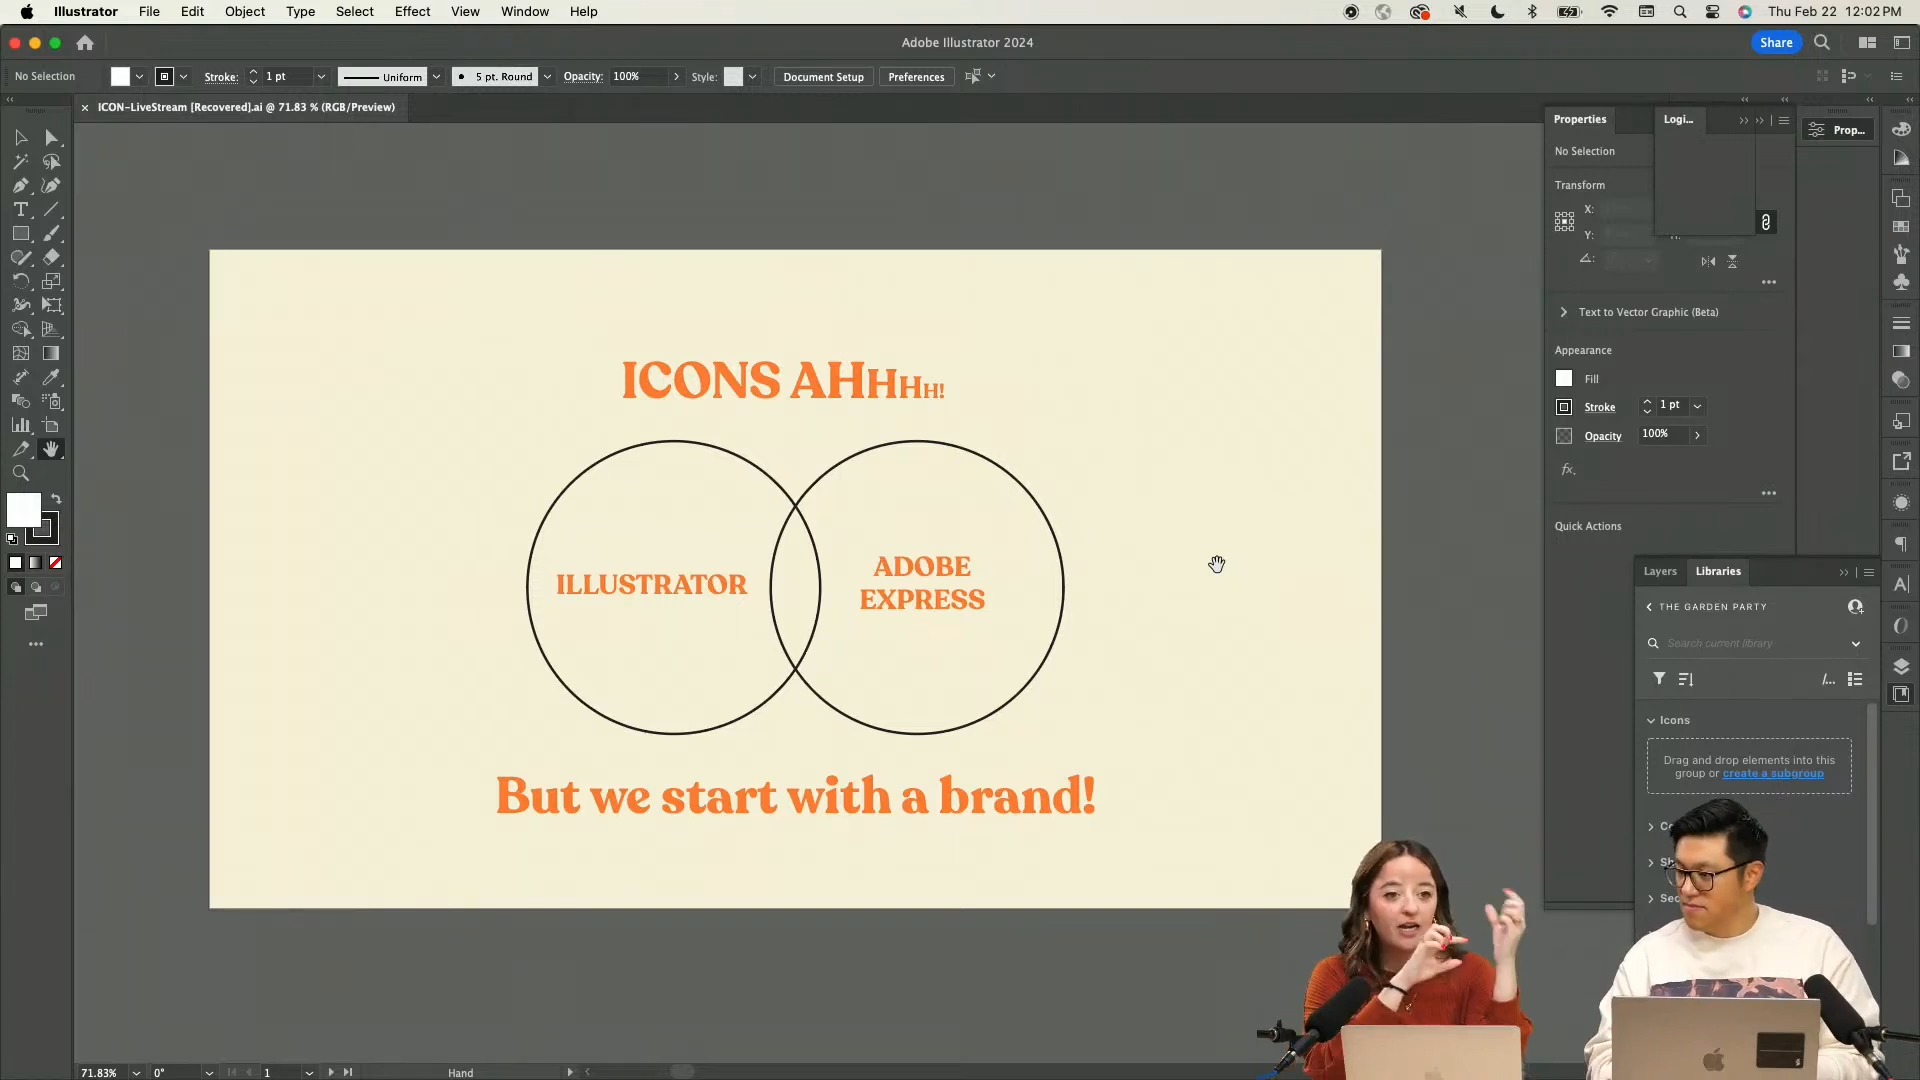 Illustrator File Edit Object Type Select Effect View Window Help
Thu Feb 22 12:02 PM
Adobe Illustrator 2024
Share
No Selection
Stroke: 1 pt
Uniform
5 pt. Round
Opacity: 100%
Style:
Document Setup
Preferences
× ICON-LiveStream [Recovered].ai @ 71.83 % (RGB/Preview)
Properties
Logi...
Prop...
No Selection
Transform
X:
Y:
Text to Vector Graphic (Beta)
Appearance
Fill
Stroke 1 pt
Opacity 100%
fx.
Quick Actions
Layers Libraries
THE GARDEN PARTY
Search current library
Icons
Drag and drop elements into this
group or create a subgroup
ICONS AHHHH!
ILLUSTRATOR
ADOBE
EXPRESS
But we start with a brand!
71.83% 0° 1 Hand